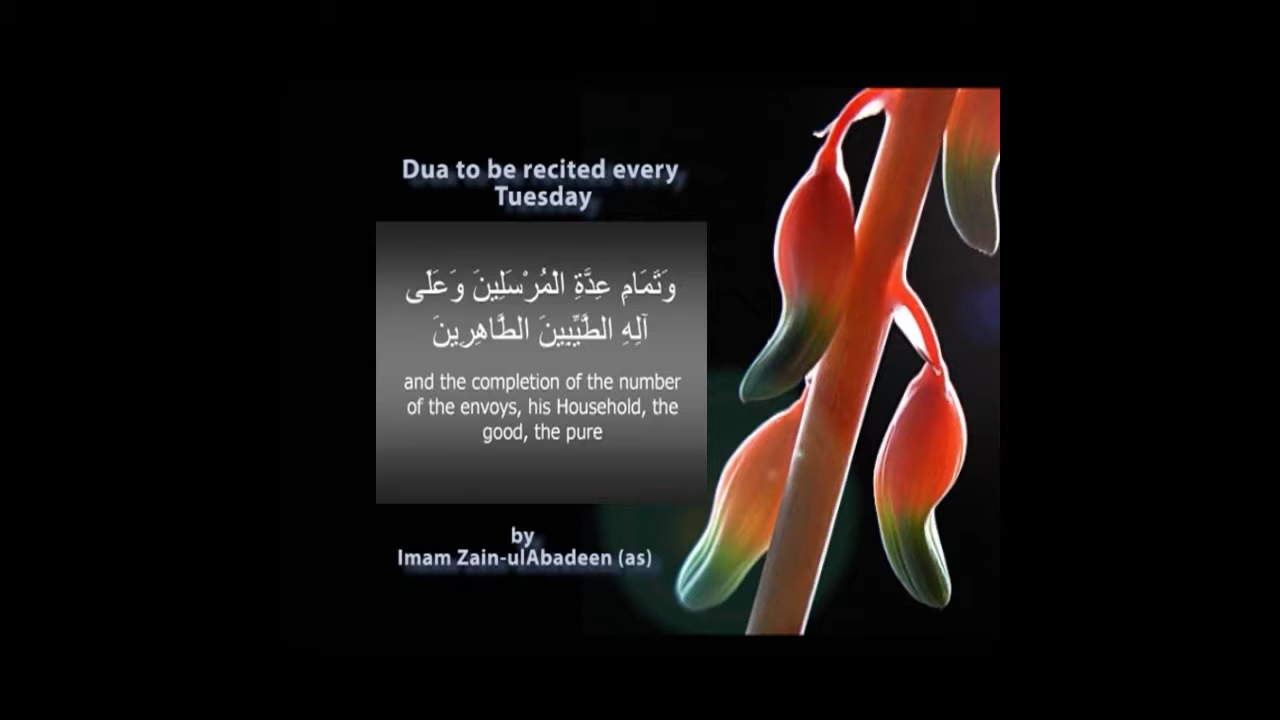 Dua to be recited every
Tuesday
وَتَمَامِ عِدَّةِ الْمُرْسَلِينَ وَعَلَى
آلِهِ الطَّيِّبِينَ الطَّاهِرِينَ
and the completion of the number
of the envoys, his Household, the
good, the pure
by
Imam Zain-ulAbadeen (as)